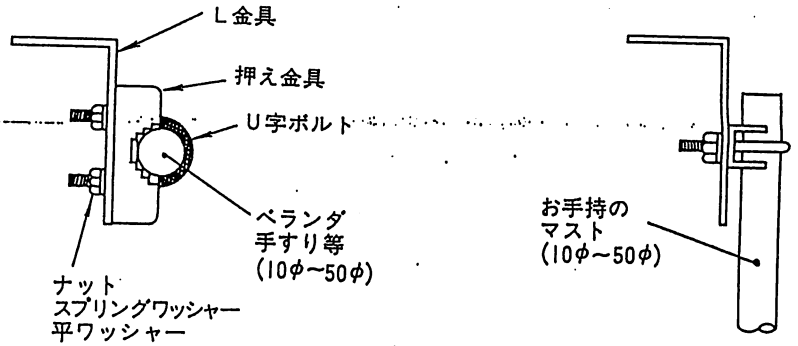 L金具
押え金具
U字ボルト
ベランダ
手すり等
(10φ～50φ)
ナット
スプリングワッシャー
平ワッシャー
お手持の
マスト
(10φ～50φ)